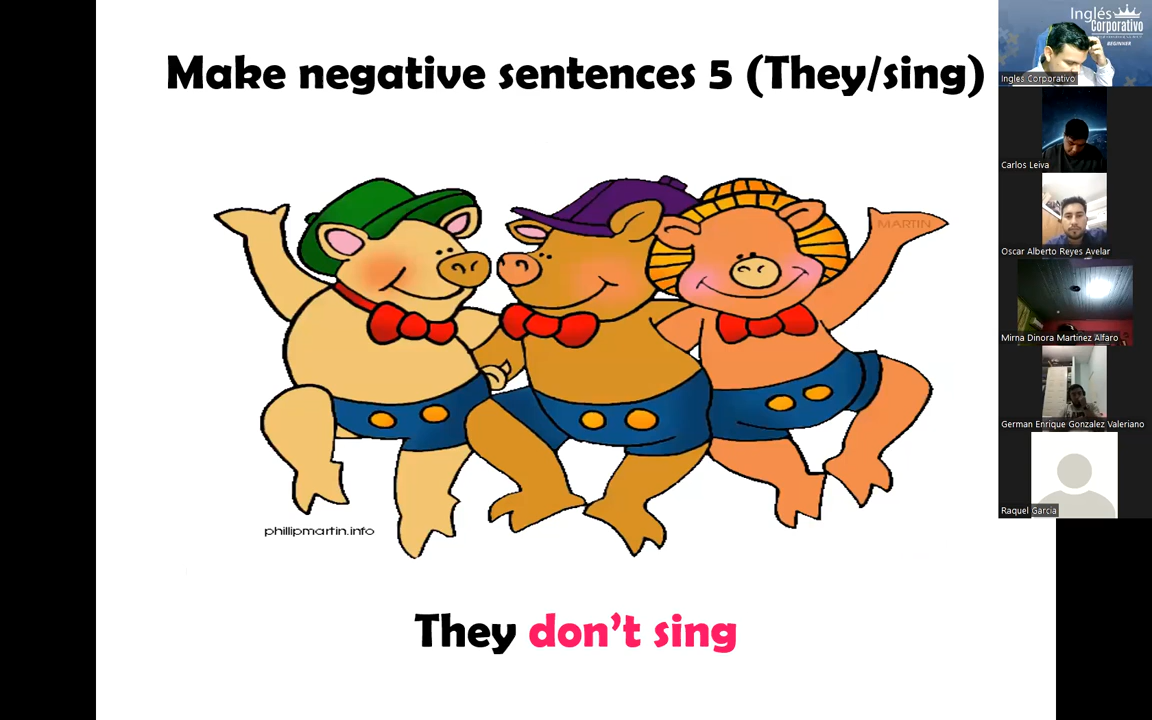 Make negative sentences 5 (They/sing)
MARTIN
phillipmartin.info
They don't sing
Inglés
Corporativo
BEGINNER
Ingles Corporativo
Carlos Leiva
Oscar Alberto Reyes Avelar
Mirna Dinora Martinez Alfaro
German Enrique Gonzalez Valeriano
Raquel Garcia